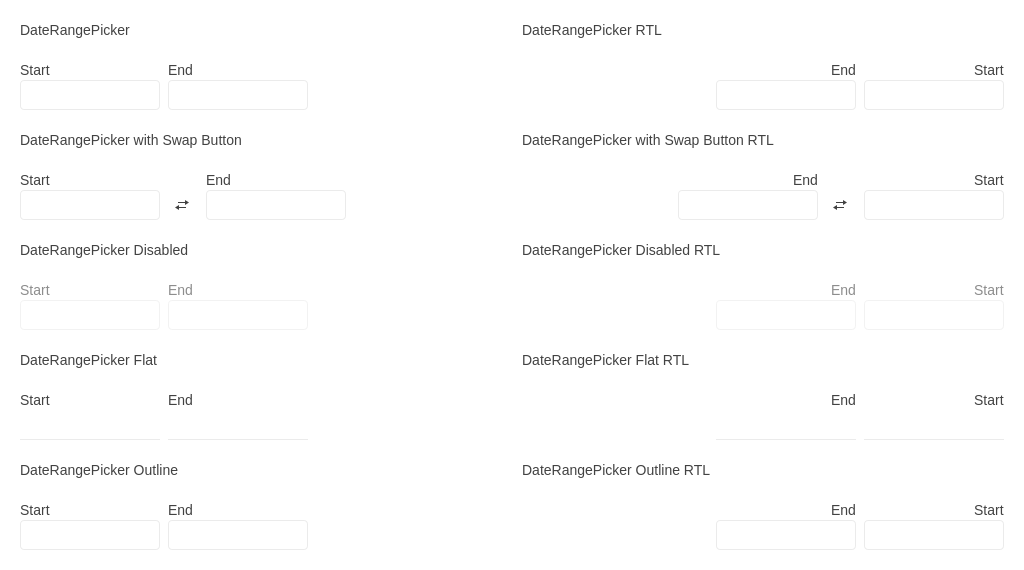 DateRangePicker
Start End
DateRangePicker with Swap Button
Start End
DateRangePicker Disabled
Start End
DateRangePicker Flat
Start End
DateRangePicker Outline
Start End
DateRangePicker RTL
End Start
DateRangePicker with Swap Button RTL
End Start
DateRangePicker Disabled RTL
End Start
DateRangePicker Flat RTL
End Start
DateRangePicker Outline RTL
End Start